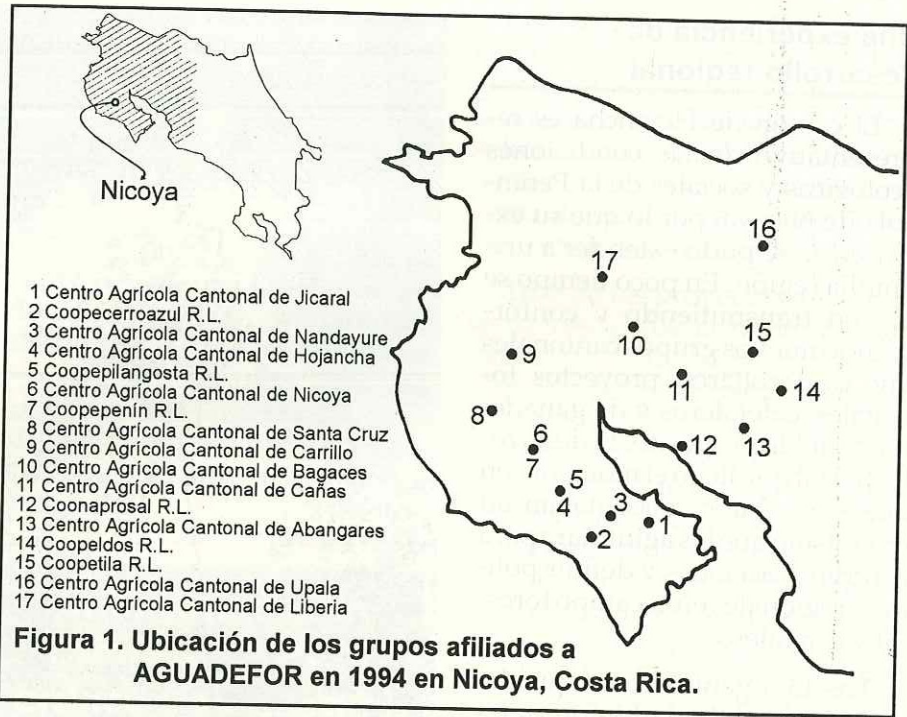 Nicoya
1 Centro Agrícola Cantonal de Jicaral
2 Coopecerroazul R.L.
3 Centro Agrícola Cantonal de Nandayure
4 Centro Agrícola Cantonal de Hojancha
5 Coopepilangosta R.L.
6 Centro Agrícola Cantonal de Nicoya
7 Coopepenín R.L.
8 Centro Agrícola Cantonal de Santa Cruz
9 Centro Agrícola Cantonal de Carrillo
10 Centro Agrícola Cantonal de Bagaces
11 Centro Agrícola Cantonal de Cañas
12 Coonaprosal R.L.
13 Centro Agrícola Cantonal de Abangares
14 Coopeldos R.L.
15 Coopetila R.L.
16 Centro Agrícola Cantonal de Upala
17 Centro Agrícola Cantonal de Liberia
16
17
10
15
9
11
14
8
13
6
12
7
5
4
3
1
2
Figura 1. Ubicación de los grupos afiliados a
AGUADEFOR en 1994 en Nicoya, Costa Rica.